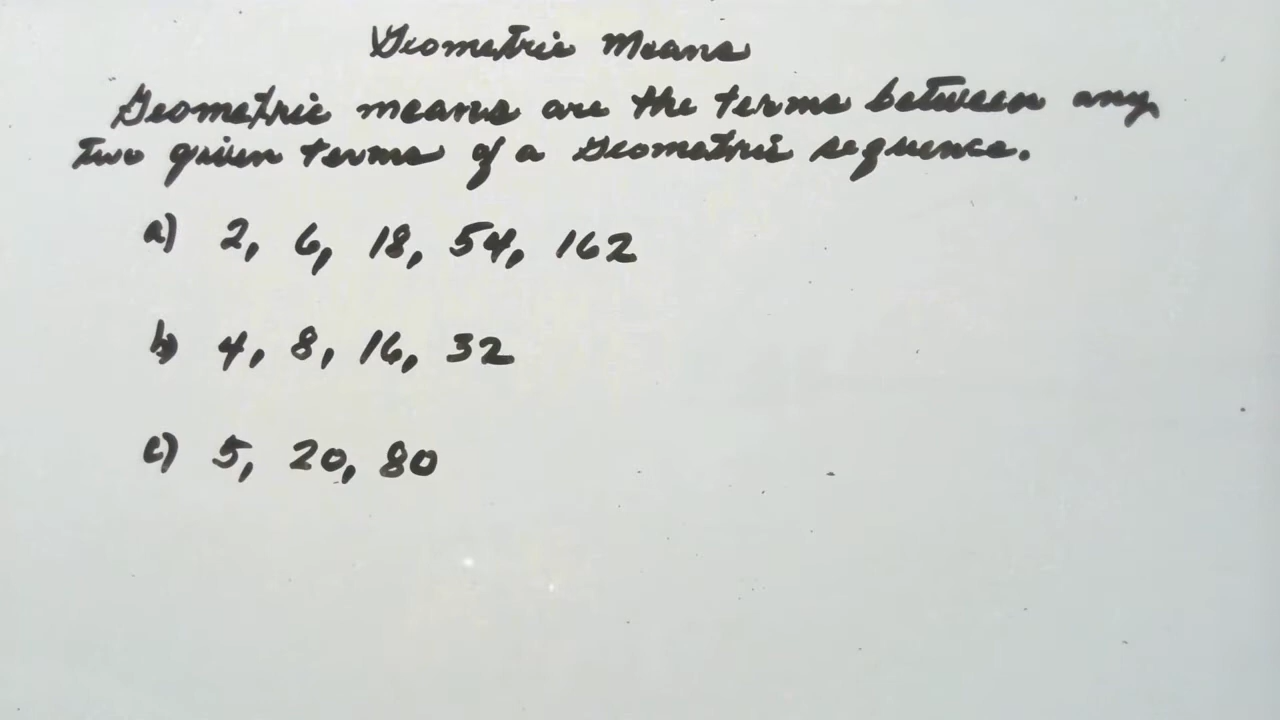 Geometric Means
Geometric means are the terms between any
two given terms of a Geometric sequence.
a) 2, 6, 18, 54, 162
b) 4, 8, 16, 32
c) 5, 20, 80